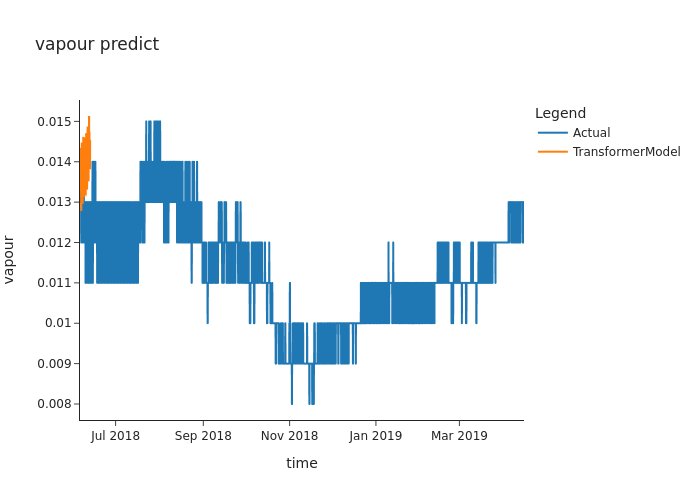 vapour predict
Legend
Actual
TransformerModel
0.015
0.014
0.013
0.012
0.011
0.01
0.009
0.008
vapour
Jul 2018
Sep 2018
Nov 2018
Jan 2019
Mar 2019
time